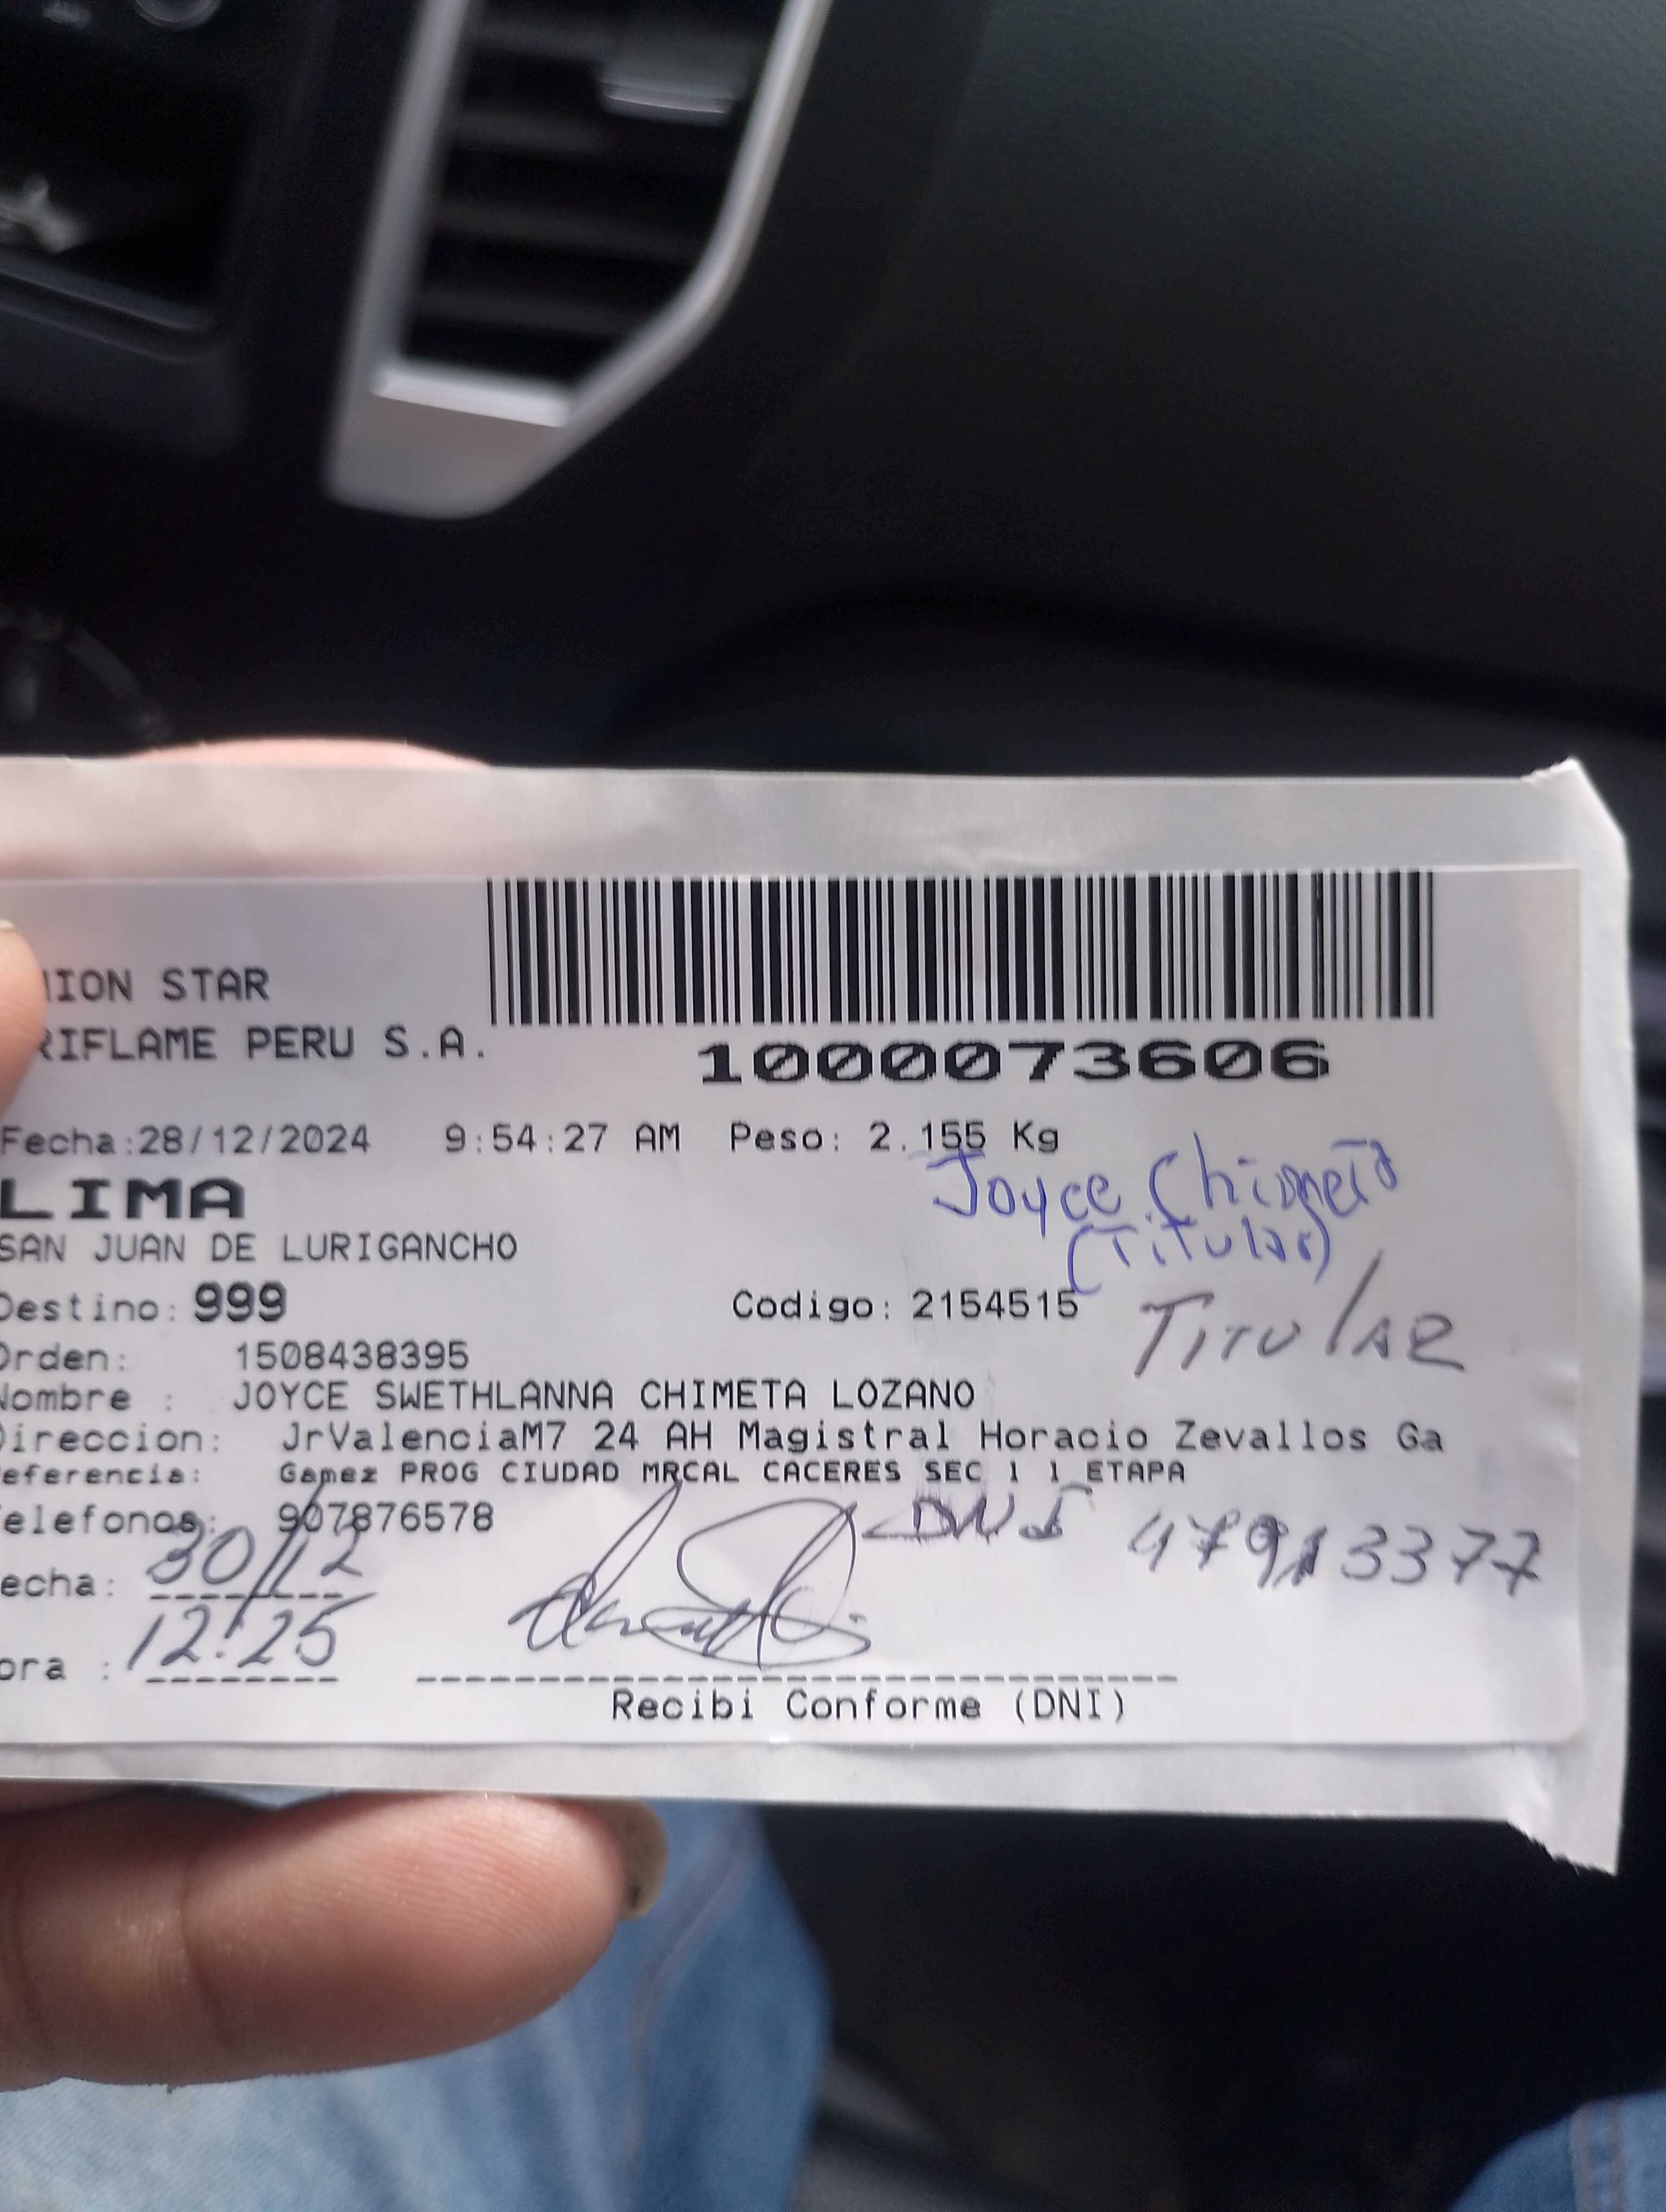 NION STAR
RIFLAME PERU S.A.
1000073606
Fecha:28/12/2024 9:54:27 AM Peso: 2.155 Kg
Joyce Chimeta
LIMA
(Titular)
SAN JUAN DE LURIGANCHO
Destino: 999 Codigo: 2154515
TITULAR
Orden: 1508438395
Nombre : JOYCE SWETHLANNA CHIMETA LOZANO
Direccion: JrValenciaM7 24 AH Magistral Horacio Zevallos Ga
eferencia: Gamez PROG CIUDAD MRCAL CACERES SEC 1 1 ETAPA
Telefonos: 907876578
DNI
echa: 30/12
ora : 12:25
Recibi Conforme (DNI)